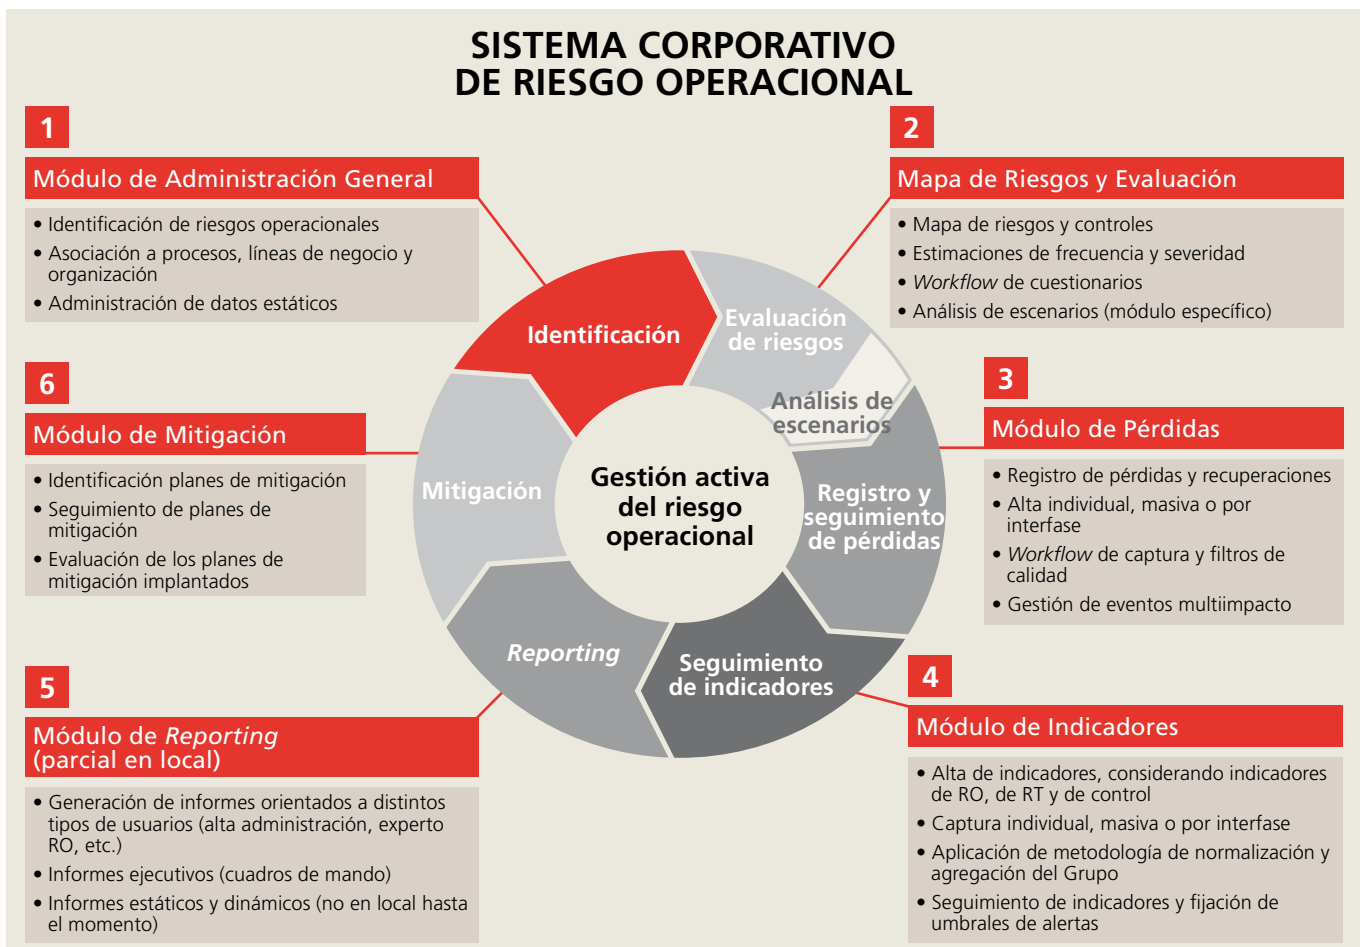 SISTEMA CORPORATIVO
DE RIESGO OPERACIONAL
1
Módulo de Administración General
• Identificación de riesgos operacionales
• Asociación a procesos, líneas de negocio y
organización
• Administración de datos estáticos
2
Mapa de Riesgos y Evaluación
• Mapa de riesgos y controles
• Estimaciones de frecuencia y severidad
• Workflow de cuestionarios
• Análisis de escenarios (módulo específico)
3
Módulo de Pérdidas
• Registro de pérdidas y recuperaciones
• Alta individual, masiva o por
interfase
• Workflow de captura y filtros de
calidad
• Gestión de eventos multiimpacto
4
Módulo de Indicadores
• Alta de indicadores, considerando indicadores
de RO, de RT y de control
• Captura individual, masiva o por interfase
• Aplicación de metodología de normalización y
agregación del Grupo
• Seguimiento de indicadores y fijación de
umbrales de alertas
5
Módulo de Reporting
(parcial en local)
• Generación de informes orientados a distintos
tipos de usuarios (alta administración, experto
RO, etc.)
• Informes ejecutivos (cuadros de mando)
• Informes estáticos y dinámicos (no en local hasta
el momento)
6
Módulo de Mitigación
• Identificación planes de mitigación
• Seguimiento de planes de
mitigación
• Evaluación de los planes de
mitigación implantados
Identificación
Evaluación
de riesgos
Análisis de
escenarios
Registro y
seguimiento
de pérdidas
Seguimiento
de indicadores
Reporting
Mitigación
Gestión activa
del riesgo
operacional